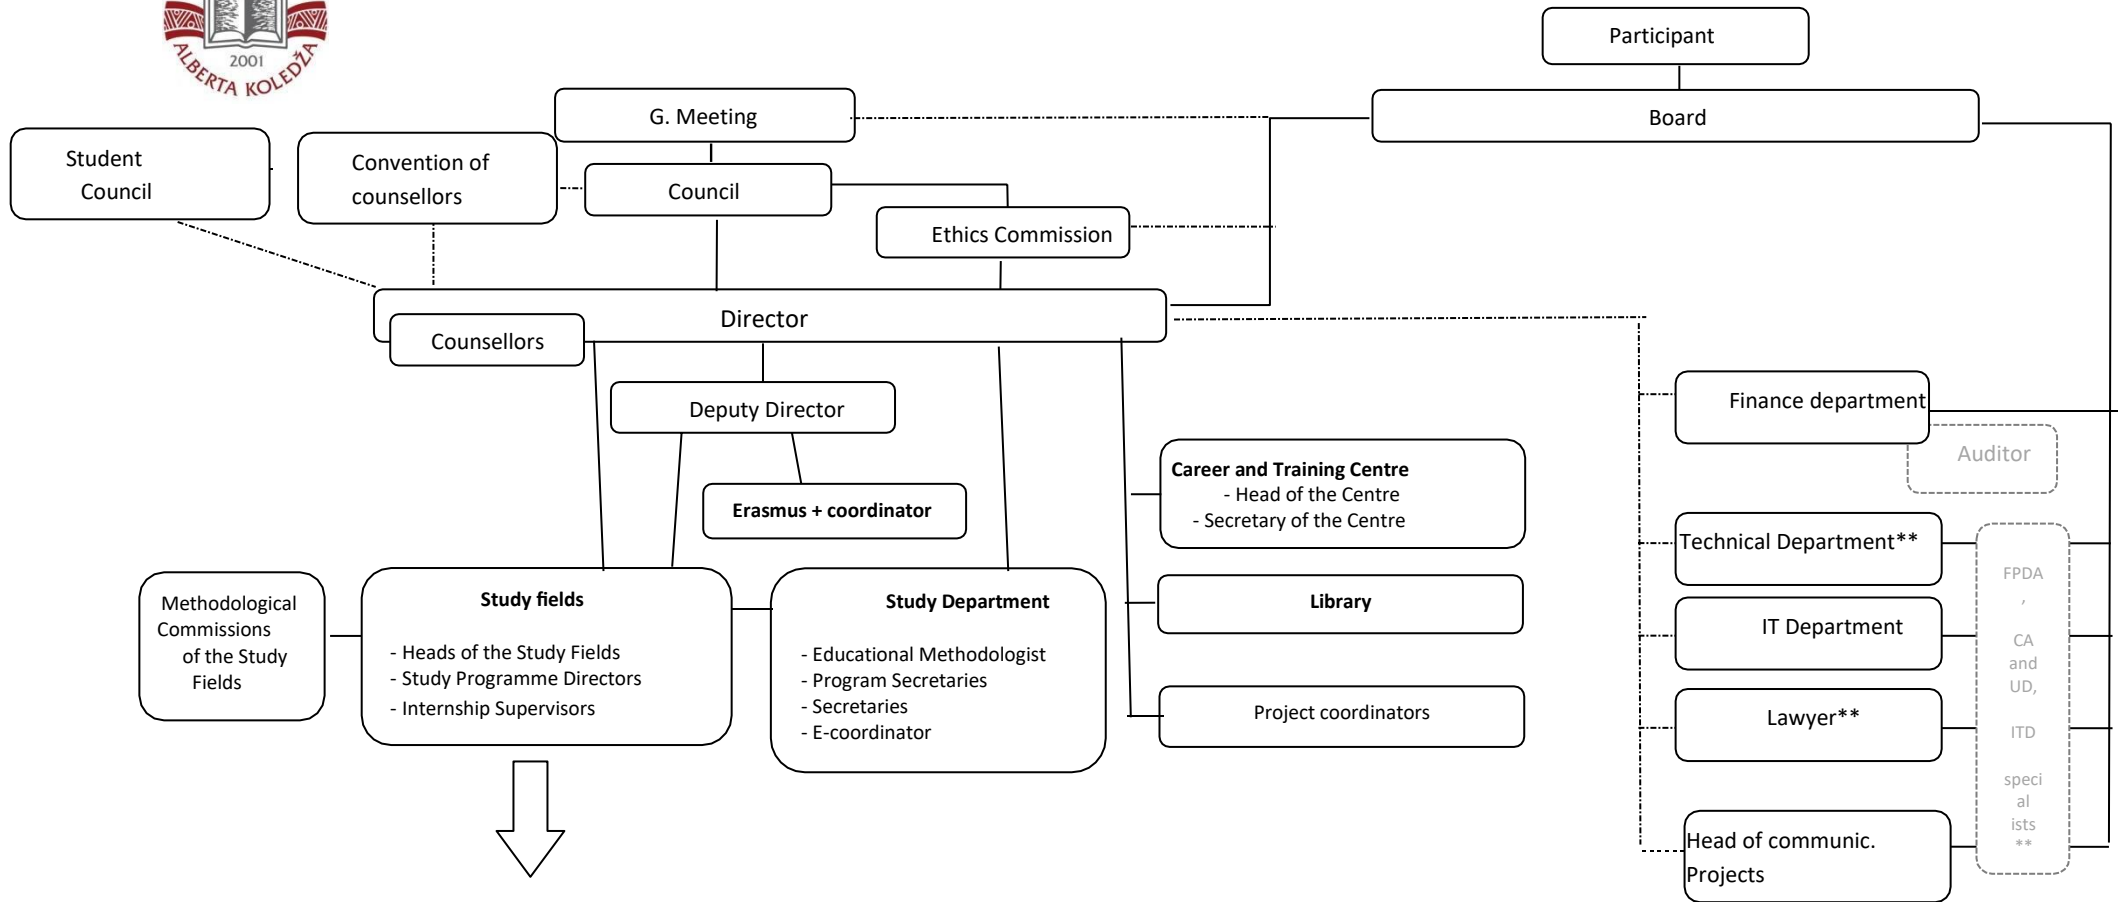 2001
ALBERTA KOLEDŽA
Participant
Board
G. Meeting
Student
Council
Convention of
counsellors
Council
Ethics Commission
Director
Counsellors
Deputy Director
Erasmus + coordinator
Career and Training Centre
- Head of the Centre
- Secretary of the Centre
Library
Project coordinators
Methodological
Commissions
of the Study
Fields
Study fields
- Heads of the Study Fields
- Study Programme Directors
- Internship Supervisors
Study Department
- Educational Methodologist
- Program Secretaries
- Secretaries
- E-coordinator
Finance department
Auditor
Technical Department**
IT Department
Lawyer**
Head of communic.
Projects
FPDA
,
CA
and
UD,
ITD
speci
al
ists
**